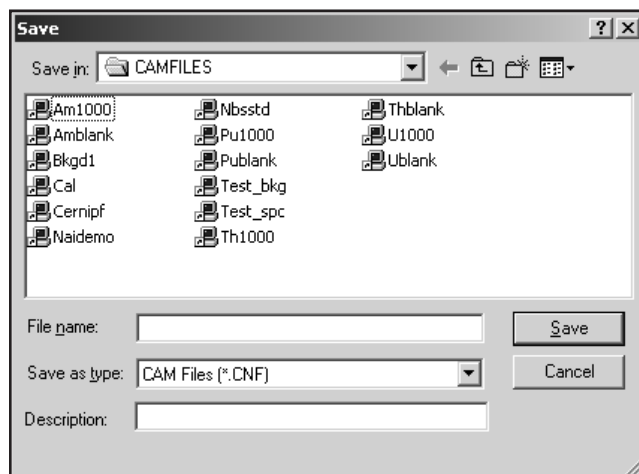 Save
Save in: CAMFILES
Am1000
Amblank
Bkgd1
Cal
Cernipf
Naidemo
Nbsstd
Pu1000
Publank
Test_bkg
Test_spc
Th1000
Thblank
U1000
Ublank
File name:
Save
Save as type: CAM Files (*.CNF)
Cancel
Description: